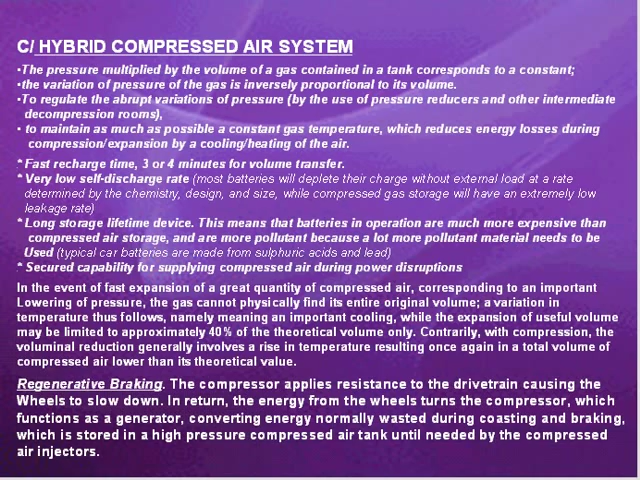 C/ HYBRID COMPRESSED AIR SYSTEM
•The pressure multiplied by the volume of a gas contained in a tank corresponds to a constant;
•the variation of pressure of the gas is inversely proportional to its volume.
•To regulate the abrupt variations of pressure (by the use of pressure reducers and other intermediate
decompression rooms),
• to maintain as much as possible a constant gas temperature, which reduces energy losses during
compression/expansion by a cooling/heating of the air.
* Fast recharge time, 3 or 4 minutes for volume transfer.
* Very low self-discharge rate (most batteries will deplete their charge without external load at a rate
determined by the chemistry, design, and size, while compressed gas storage will have an extremely low
leakage rate)
* Long storage lifetime device. This means that batteries in operation are much more expensive than
compressed air storage, and are more pollutant because a lot more pollutant material needs to be
Used (typical car batteries are made from sulphuric acids and lead)
* Secured capability for supplying compressed air during power disruptions
In the event of fast expansion of a great quantity of compressed air, corresponding to an important
Lowering of pressure, the gas cannot physically find its entire original volume; a variation in
temperature thus follows, namely meaning an important cooling, while the expansion of useful volume
may be limited to approximately 40% of the theoretical volume only. Contrarily, with compression, the
voluminal reduction generally involves a rise in temperature resulting once again in a total volume of
compressed air lower than its theoretical value.
Regenerative Braking. The compressor applies resistance to the drivetrain causing the
Wheels to slow down. In return, the energy from the wheels turns the compressor, which
functions as a generator, converting energy normally wasted during coasting and braking,
which is stored in a high pressure compressed air tank until needed by the compressed
air injectors.